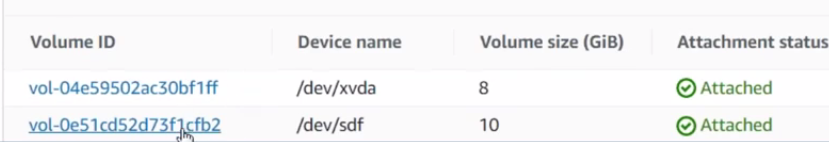 Volume ID Device name Volume size (GiB) Attachment status
vol-04e59502ac30bf1ff /dev/xvda 8 Attached
vol-0e51cd52d73f1cfb2 /dev/sdf 10 Attached